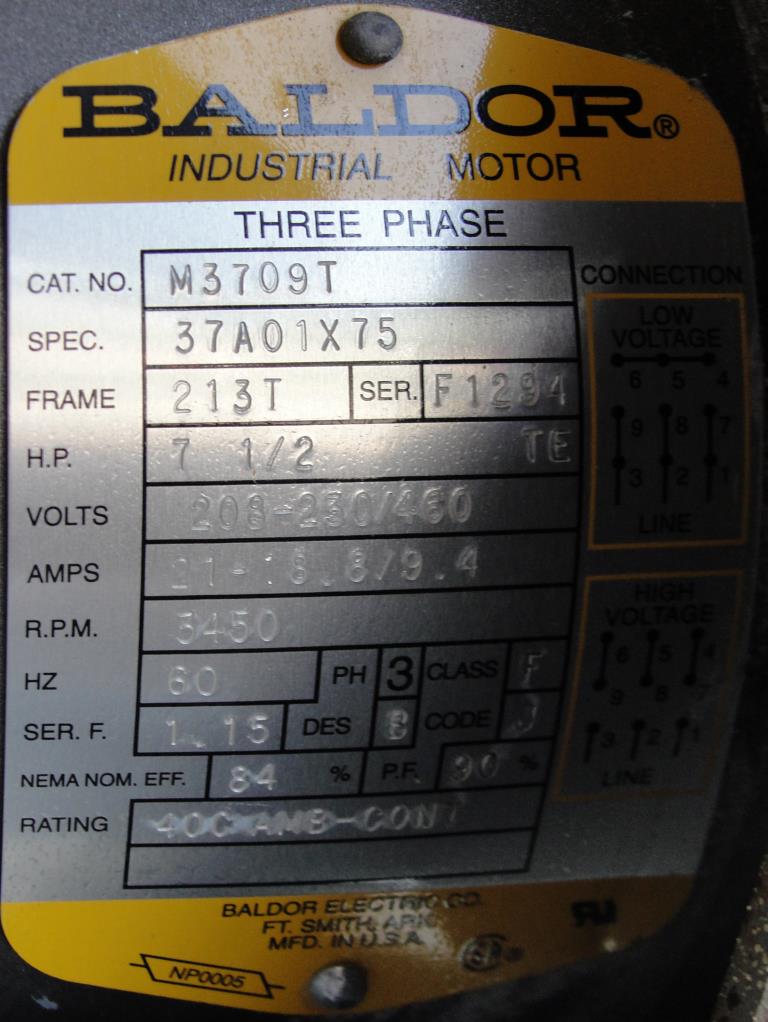 BALDOR®
INDUSTRIAL MOTOR
THREE PHASE
CAT. NO. M3709T
SPEC. 37A01X75
FRAME 213T SER. F1294
H.P. 7 1/2 TE
VOLTS 208-230/460
AMPS 21-18.8/9.4
R.P.M. 3450
HZ 60 PH 3 CLASS F
SER. F. 1.15 DES B CODE J
NEMA NOM. EFF. 84 % P.F. 90 %
RATING 40C AMB-CONT
CONNECTION
LOW
VOLTAGE
6 5 4
9 8 7
3 2 1
LINE
HIGH
VOLTAGE
6 5 4
9 8 7
3 2 1
LINE
BALDOR ELECTRIC CO.
FT. SMITH, ARK.
MFD. IN U.S.A.
NP0005